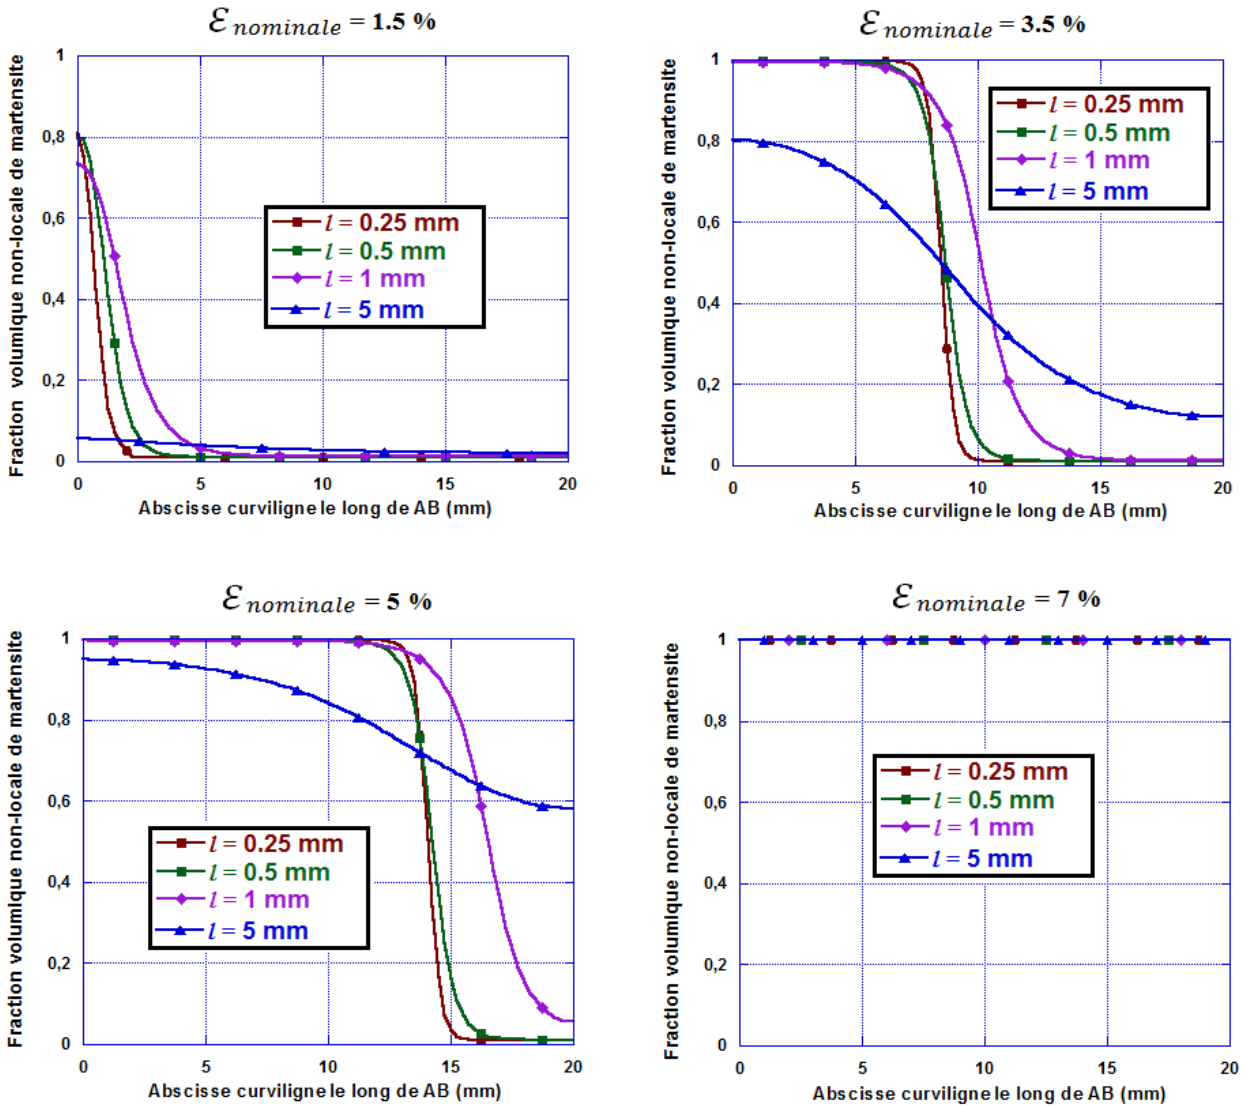 ℰnominale = 1.5 %
Fraction volumique non-locale de martensite
1
0,8
0,6
0,4
0,2
0
l = 0.25 mm
l = 0.5 mm
l = 1 mm
l = 5 mm
0 5 10 15 20
Abscisse curviligne le long de AB (mm)
ℰnominale = 3.5 %
Fraction volumique non-locale de martensite
1
0,8
0,6
0,4
0,2
0
l = 0.25 mm
l = 0.5 mm
l = 1 mm
l = 5 mm
0 5 10 15 20
Abscisse curviligne le long de AB (mm)
ℰnominale = 5 %
Fraction volumique non-locale de martensite
1
0,8
0,6
0,4
0,2
0
l = 0.25 mm
l = 0.5 mm
l = 1 mm
l = 5 mm
0 5 10 15 20
Abscisse curviligne le long de AB (mm)
ℰnominale = 7 %
Fraction volumique non-locale de martensite
1
0,8
0,6
0,4
0,2
0
l = 0.25 mm
l = 0.5 mm
l = 1 mm
l = 5 mm
0 5 10 15 20
Abscisse curviligne le long de AB (mm)